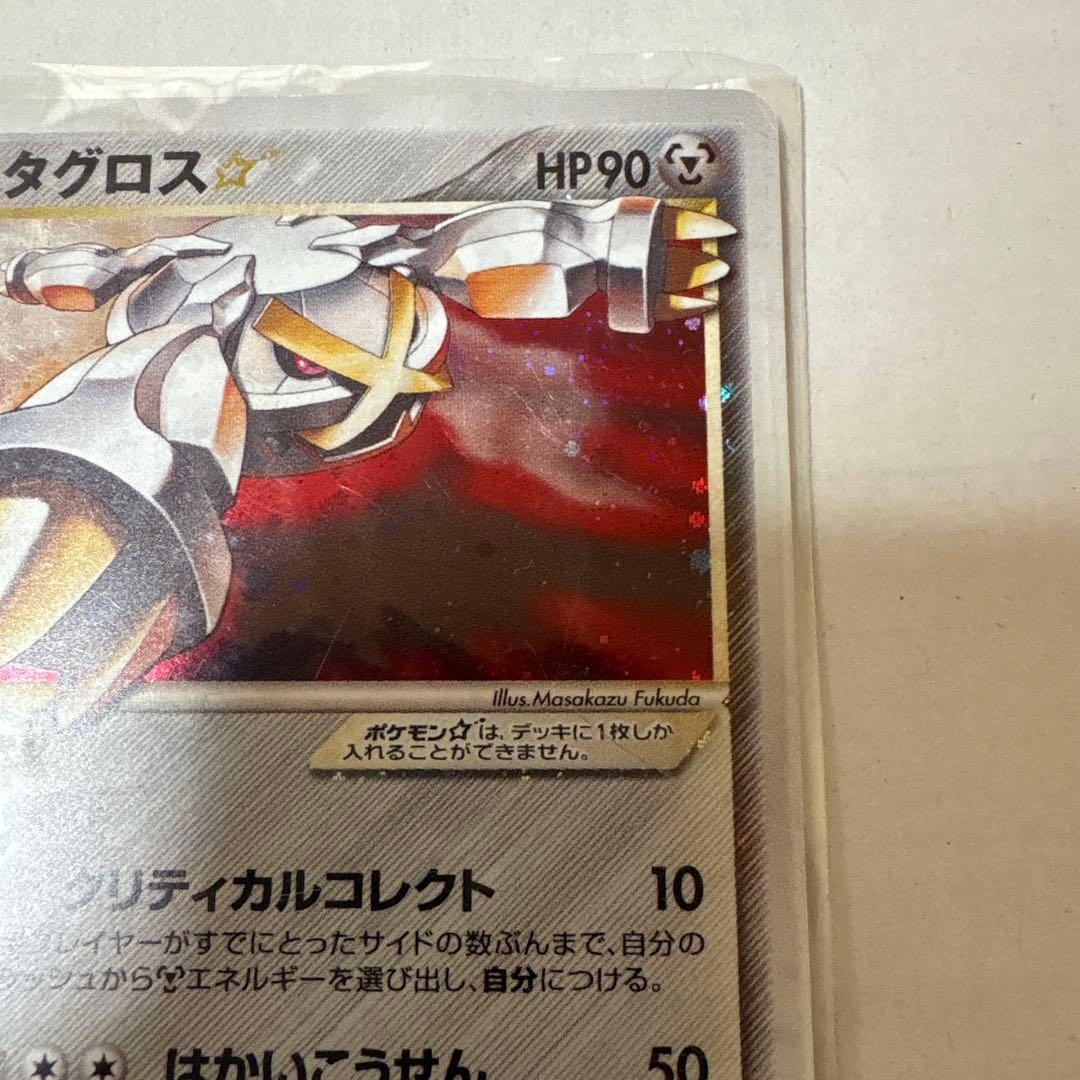 タグロス☆ HP90
Illus.Masakazu Fukuda
ポケモン☆は、デッキに1枚しか
入れることができません。
クリティカルコレクト 10
プレイヤーがすでにとったサイドの数ぶんまで、自分の
ッシュからエネルギーを選び出し、自分につける。
はかいこうせん 50